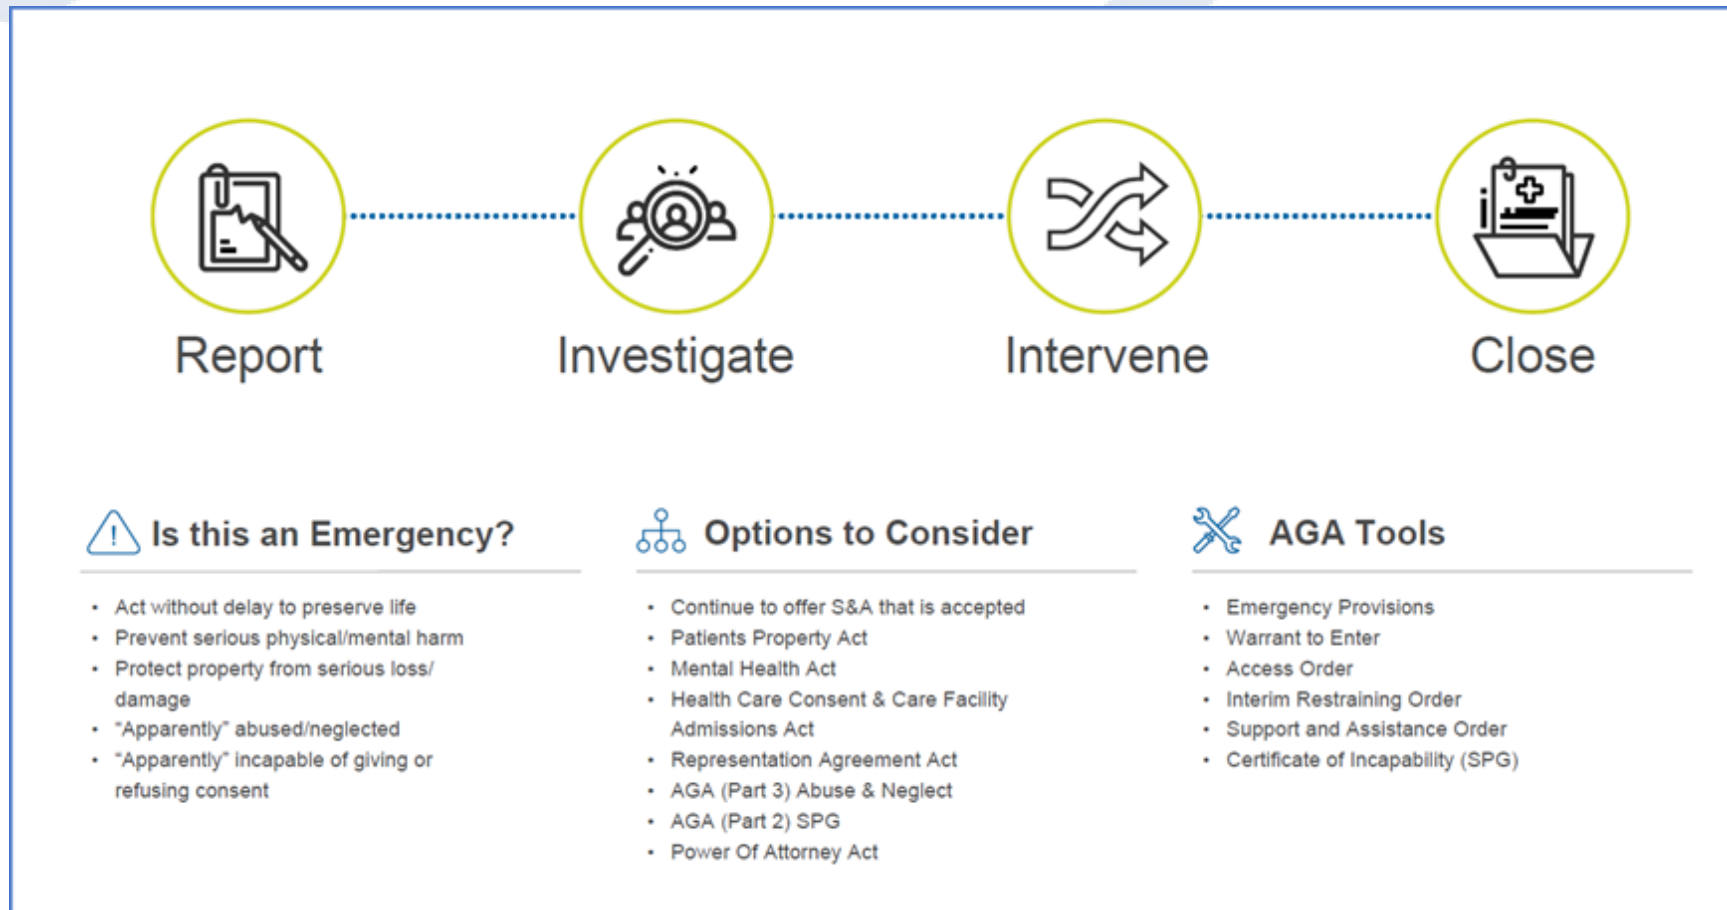 Report
Investigate
Intervene
Close
Is this an Emergency?
• Act without delay to preserve life
• Prevent serious physical/mental harm
• Protect property from serious loss/
damage
• “Apparently” abused/neglected
• “Apparently” incapable of giving or
refusing consent
Options to Consider
• Continue to offer S&A that is accepted
• Patients Property Act
• Mental Health Act
• Health Care Consent & Care Facility
Admissions Act
• Representation Agreement Act
• AGA (Part 3) Abuse & Neglect
• AGA (Part 2) SPG
• Power Of Attorney Act
AGA Tools
• Emergency Provisions
• Warrant to Enter
• Access Order
• Interim Restraining Order
• Support and Assistance Order
• Certificate of Incapability (SPG)